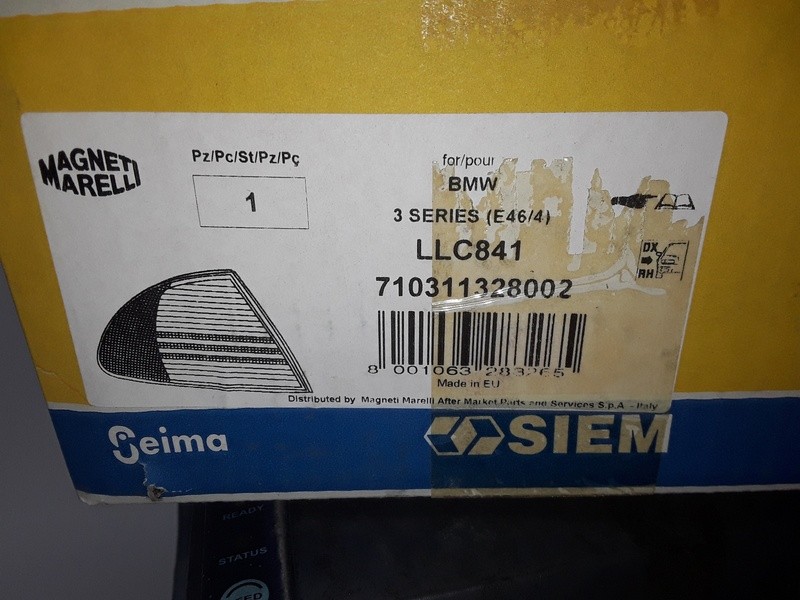 MAGNETI
MARELLI
Pz/Pc/St/Pz/Pç
1
for/pour
BMW
3 SERIES (E46/4)
LLC841
710311328002
DX
RH
8 001063 283265
Made in EU
Distributed by Magneti Marelli After Market Parts and Services S.p.A. - Italy
Seima
SIEM
READY
STATUS